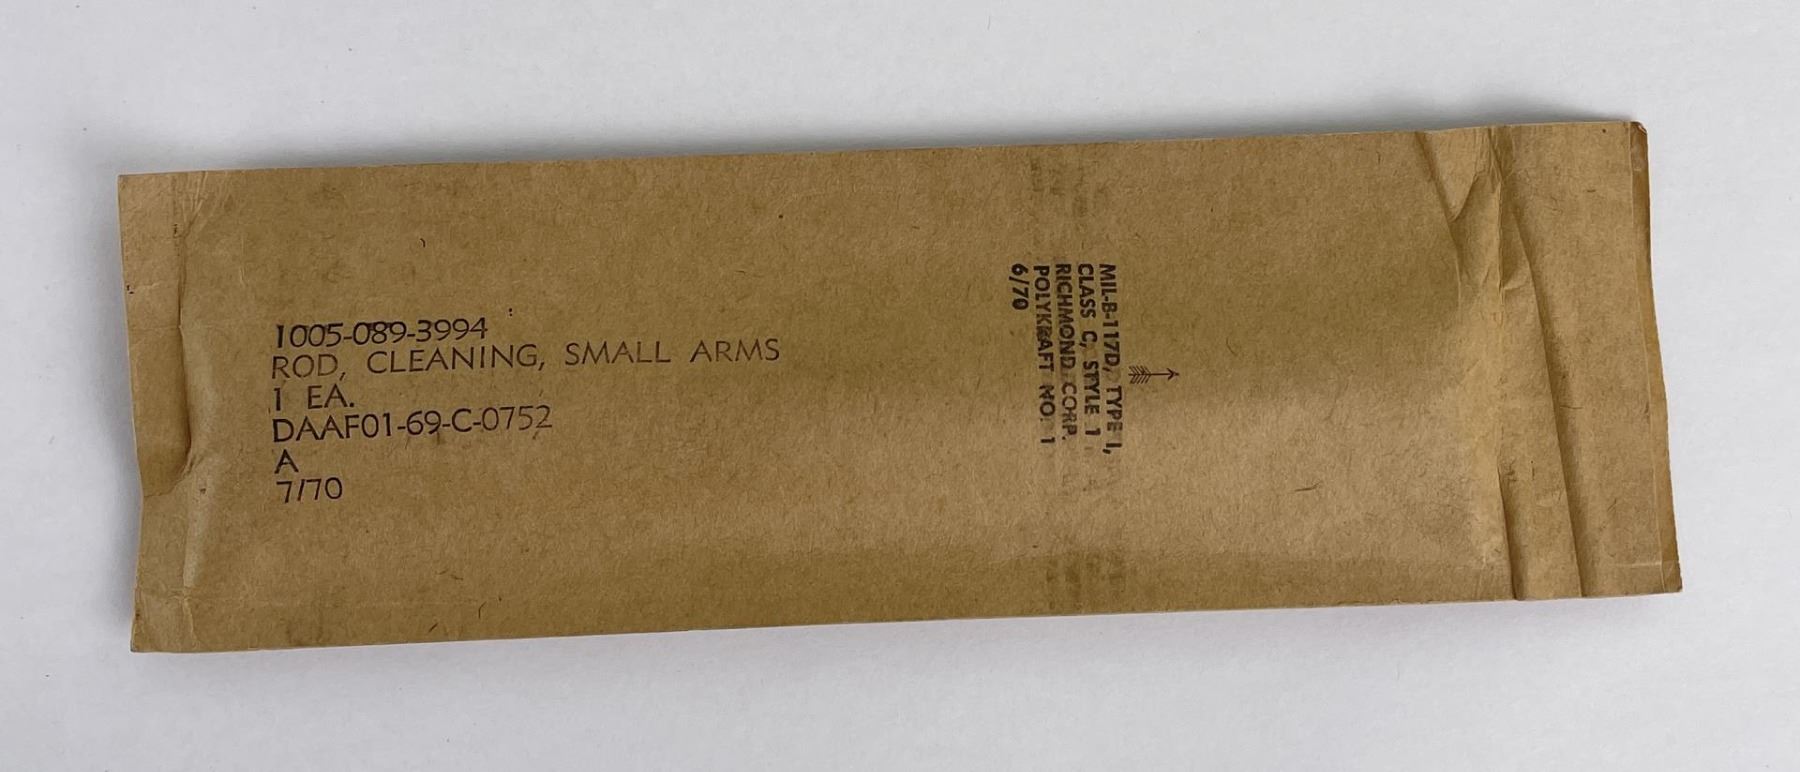 1005-089-3994
ROD, CLEANING, SMALL ARMS
1 EA.
DAAF01-69-C-0752
A
7/70
MIL-B-117D, TYPE I,
CLASS C, STYLE 1
RICHMOND CORP.
POLYKRAFT NO. 1
6/70